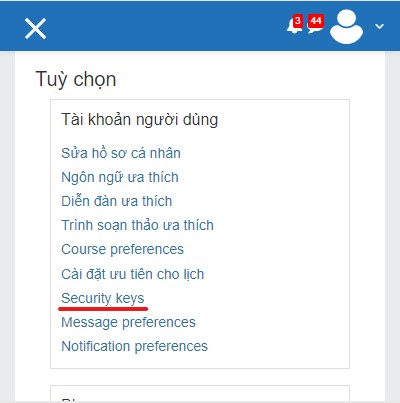 3 44
Tuỳ chọn
Tài khoản người dùng
Sửa hồ sơ cá nhân
Ngôn ngữ ưa thích
Diễn đàn ưa thích
Trình soạn thảo ưa thích
Course preferences
Cài đặt ưu tiên cho lịch
Security keys
Message preferences
Notification preferences